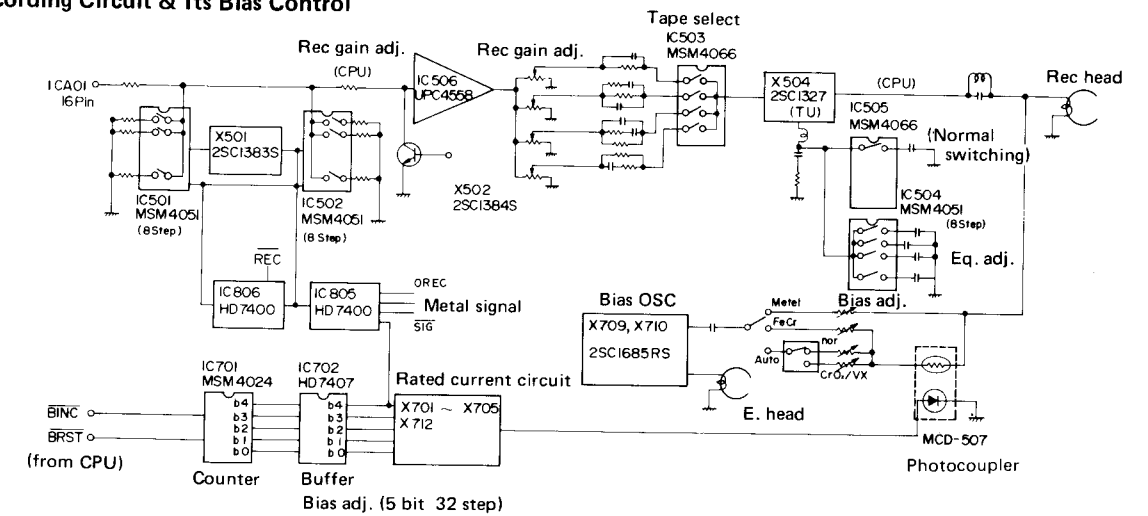 cording Circuit & Its Bias Control
Tape select
IC503
MSM4066
Rec gain adj.
(CPU)
Rec gain adj.
ICA01
16Pin
IC506
UPC4558
X504
2SC1327
(TU)
(CPU)
Rec head
IC505
MSM4066
(Normal
switching)
X501
2SC1383S
X502
2SC1384S
IC501
MSM4051
(8Step)
IC502
MSM4051
(8 Step)
IC504
MSM4051
(8Step)
Eq. adj.
REC
IC806
HD7400
IC805
HD7400
OREC
Metal signal
SIG
Bias OSC
X709, X710
2SC1685RS
Metel
Bias adj.
FeCr
Auto
nor
CrO₂/VX
E. head
MCD-507
Photocoupler
IC701
MSM4024
IC702
HD7407
Rated current circuit
X701 ~ X705
X712
BINC
BRST
(from CPU)
b4
b3
b2
b1
b0
b4
b3
b2
b1
b0
Counter
Buffer
Bias adj. (5 bit 32 step)